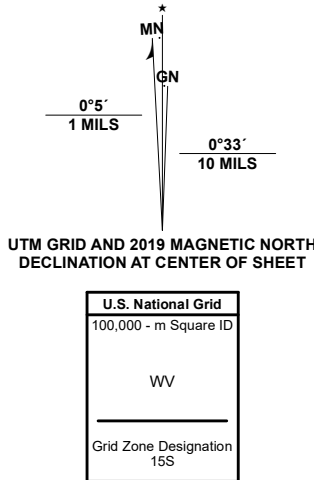 ★
MN
GN
0°5´
1 MILS
0°33´
10 MILS
UTM GRID AND 2019 MAGNETIC NORTH
DECLINATION AT CENTER OF SHEET
U.S. National Grid
100,000 - m Square ID
WV
Grid Zone Designation
15S